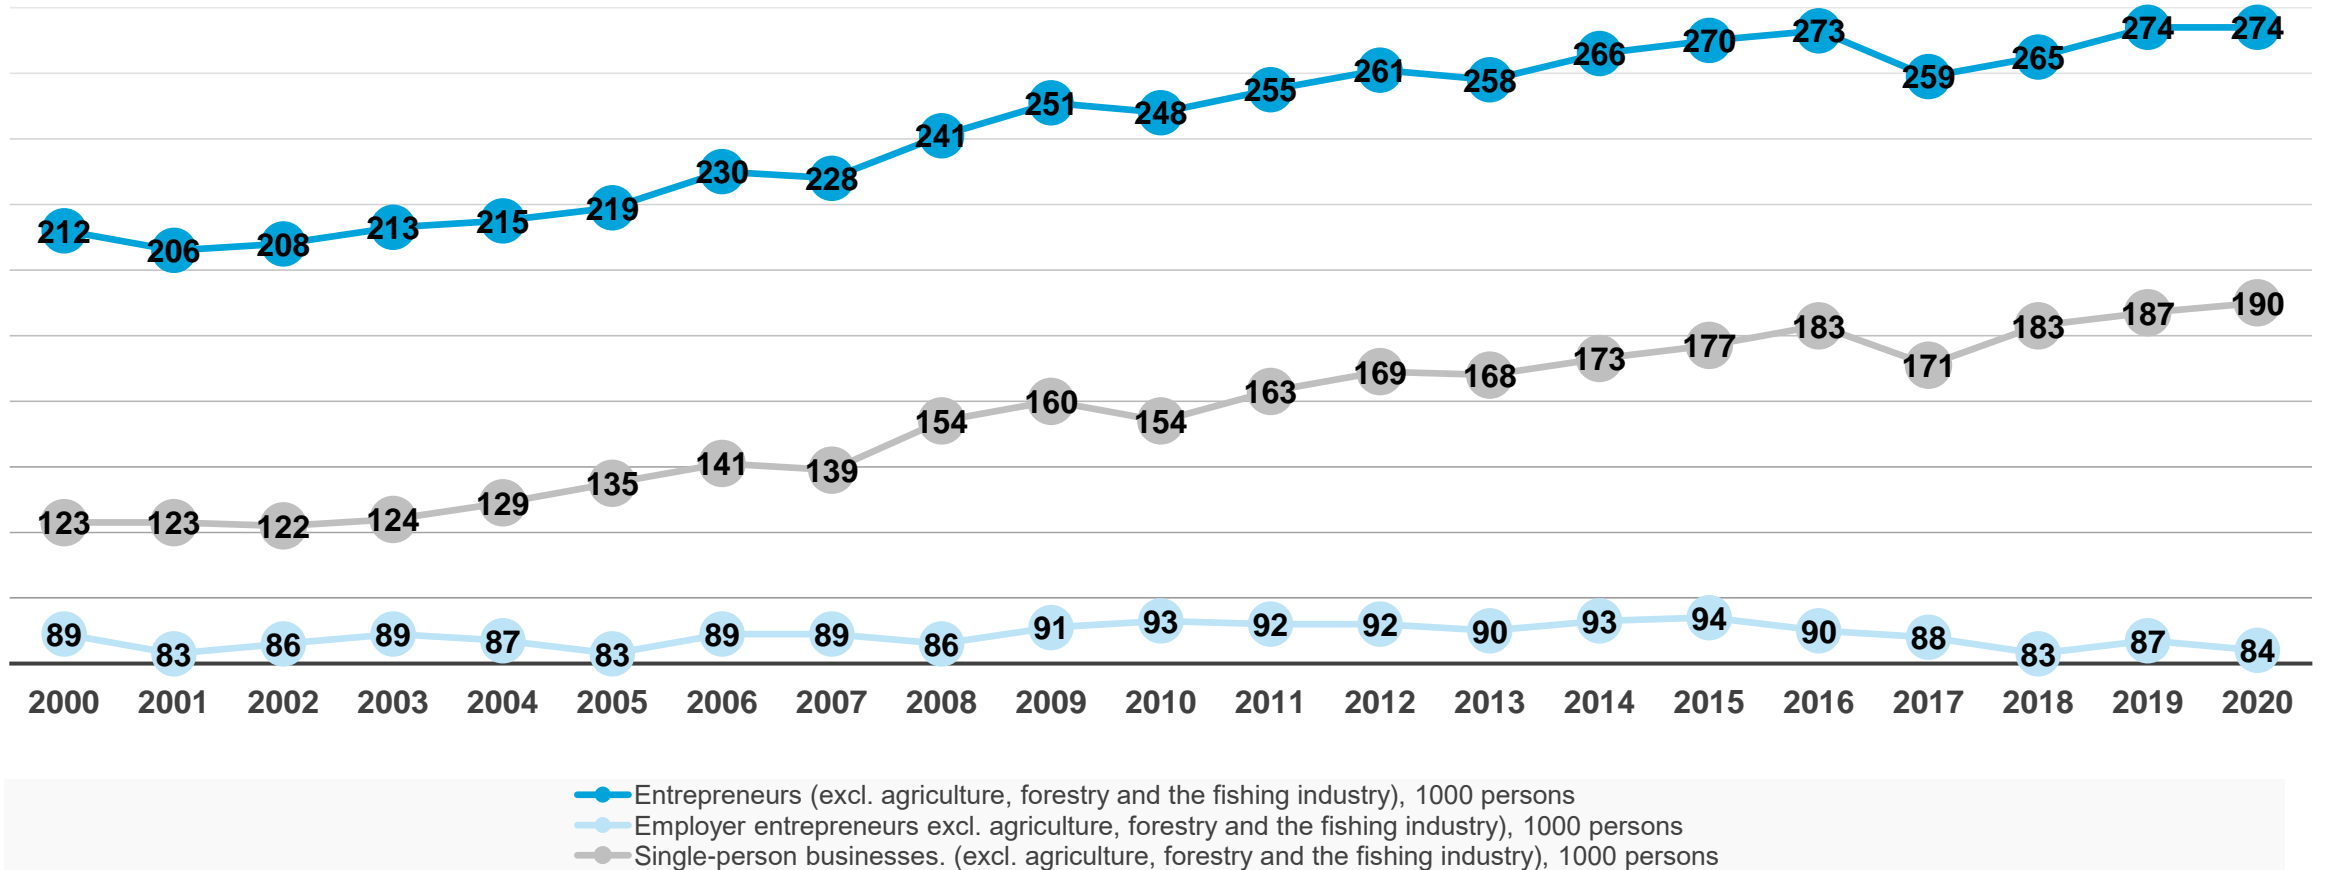 212 206 208 213 215 219 230 228 241 251 248 255 261 258 266 270 273 259 265 274 274
123 123 122 124 129 135 141 139 154 160 154 163 169 168 173 177 183 171 183 187 190
89 83 86 89 87 83 89 89 86 91 93 92 92 90 93 94 90 88 83 87 84
2000 2001 2002 2003 2004 2005 2006 2007 2008 2009 2010 2011 2012 2013 2014 2015 2016 2017 2018 2019 2020
Entrepreneurs (excl. agriculture, forestry and the fishing industry), 1000 persons
Employer entrepreneurs excl. agriculture, forestry and the fishing industry), 1000 persons
Single-person businesses. (excl. agriculture, forestry and the fishing industry), 1000 persons